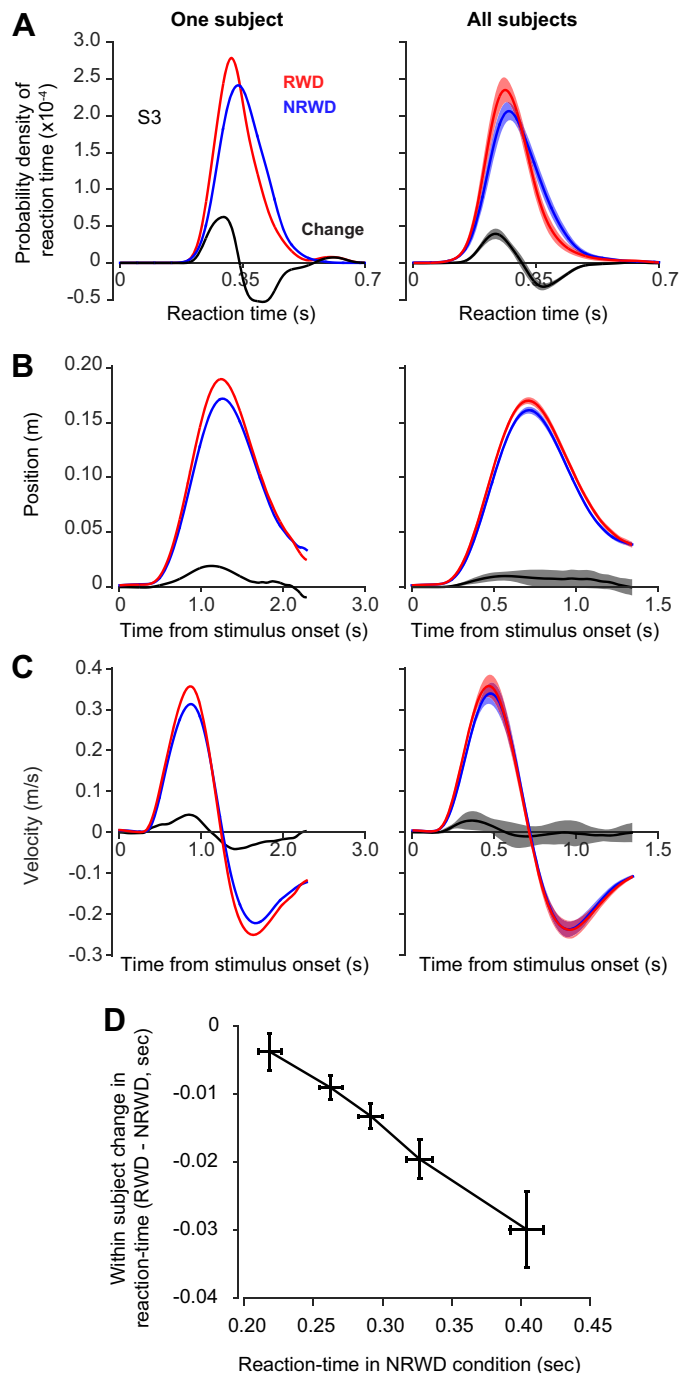 A
One subject
All subjects
Probability density of
reaction time (x10-4)
3.0
2.5
2.0
1.5
1.0
0.5
0
-0.5
S3
RWD
NRWD
Change
0
0.35
0.7
0
0.35
0.7
Reaction time (s)
Reaction time (s)
B
Position (m)
0.20
0.15
0.10
0.05
0
0
1.0
2.0
3.0
0
0.5
1.0
1.5
Time from stimulus onset (s)
Time from stimulus onset (s)
C
Velocity (m/s)
0.4
0.3
0.2
0.1
0
-0.1
-0.2
-0.3
0
1.0
2.0
3.0
0
0.5
1.0
1.5
Time from stimulus onset (s)
Time from stimulus onset (s)
D
Within subject change in
reaction-time (RWD - NRWD, sec)
0
-0.01
-0.02
-0.03
-0.04
0.20
0.25
0.30
0.35
0.40
0.45
Reaction-time in NRWD condition (sec)